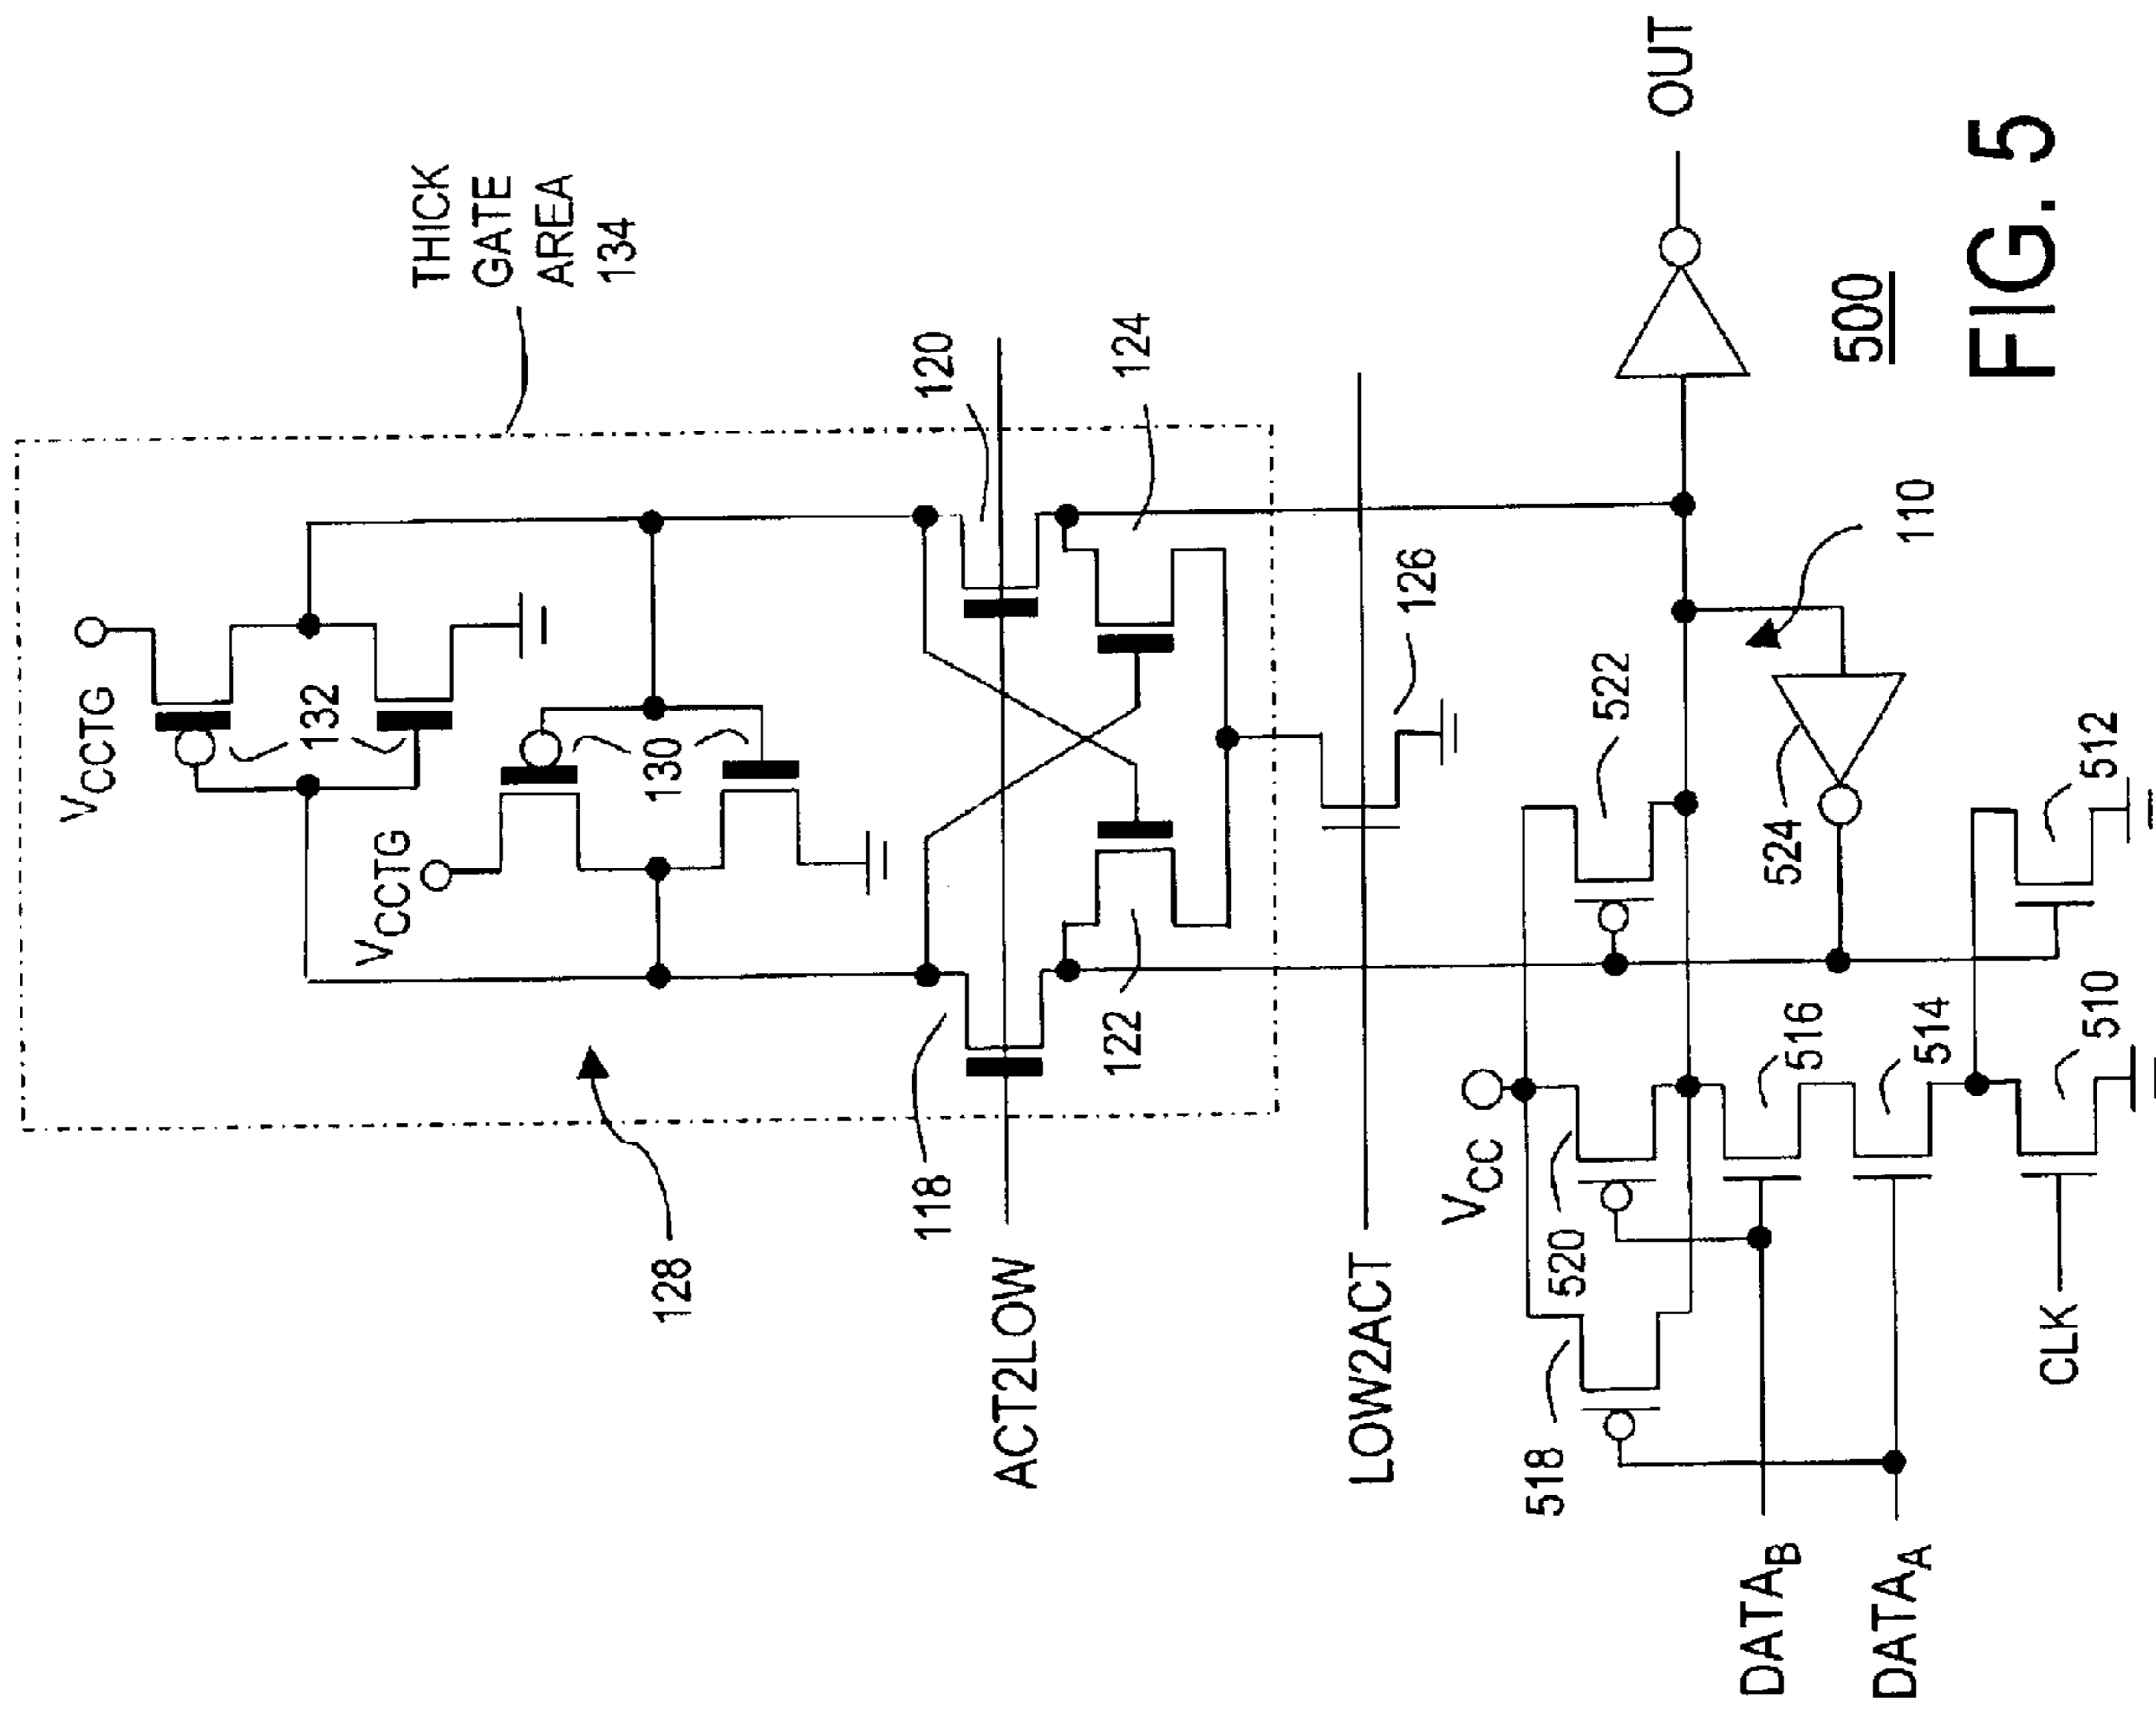 THICK
GATE
AREA
134
VCCTG
132
VCCTG
130
128
118
120
ACT2LOW
122
124
LOW2ACT
126
VCC
518
520
522
110
OUT
DATAB
516
524
500
DATAA
514
CLK
510
512
FIG. 5